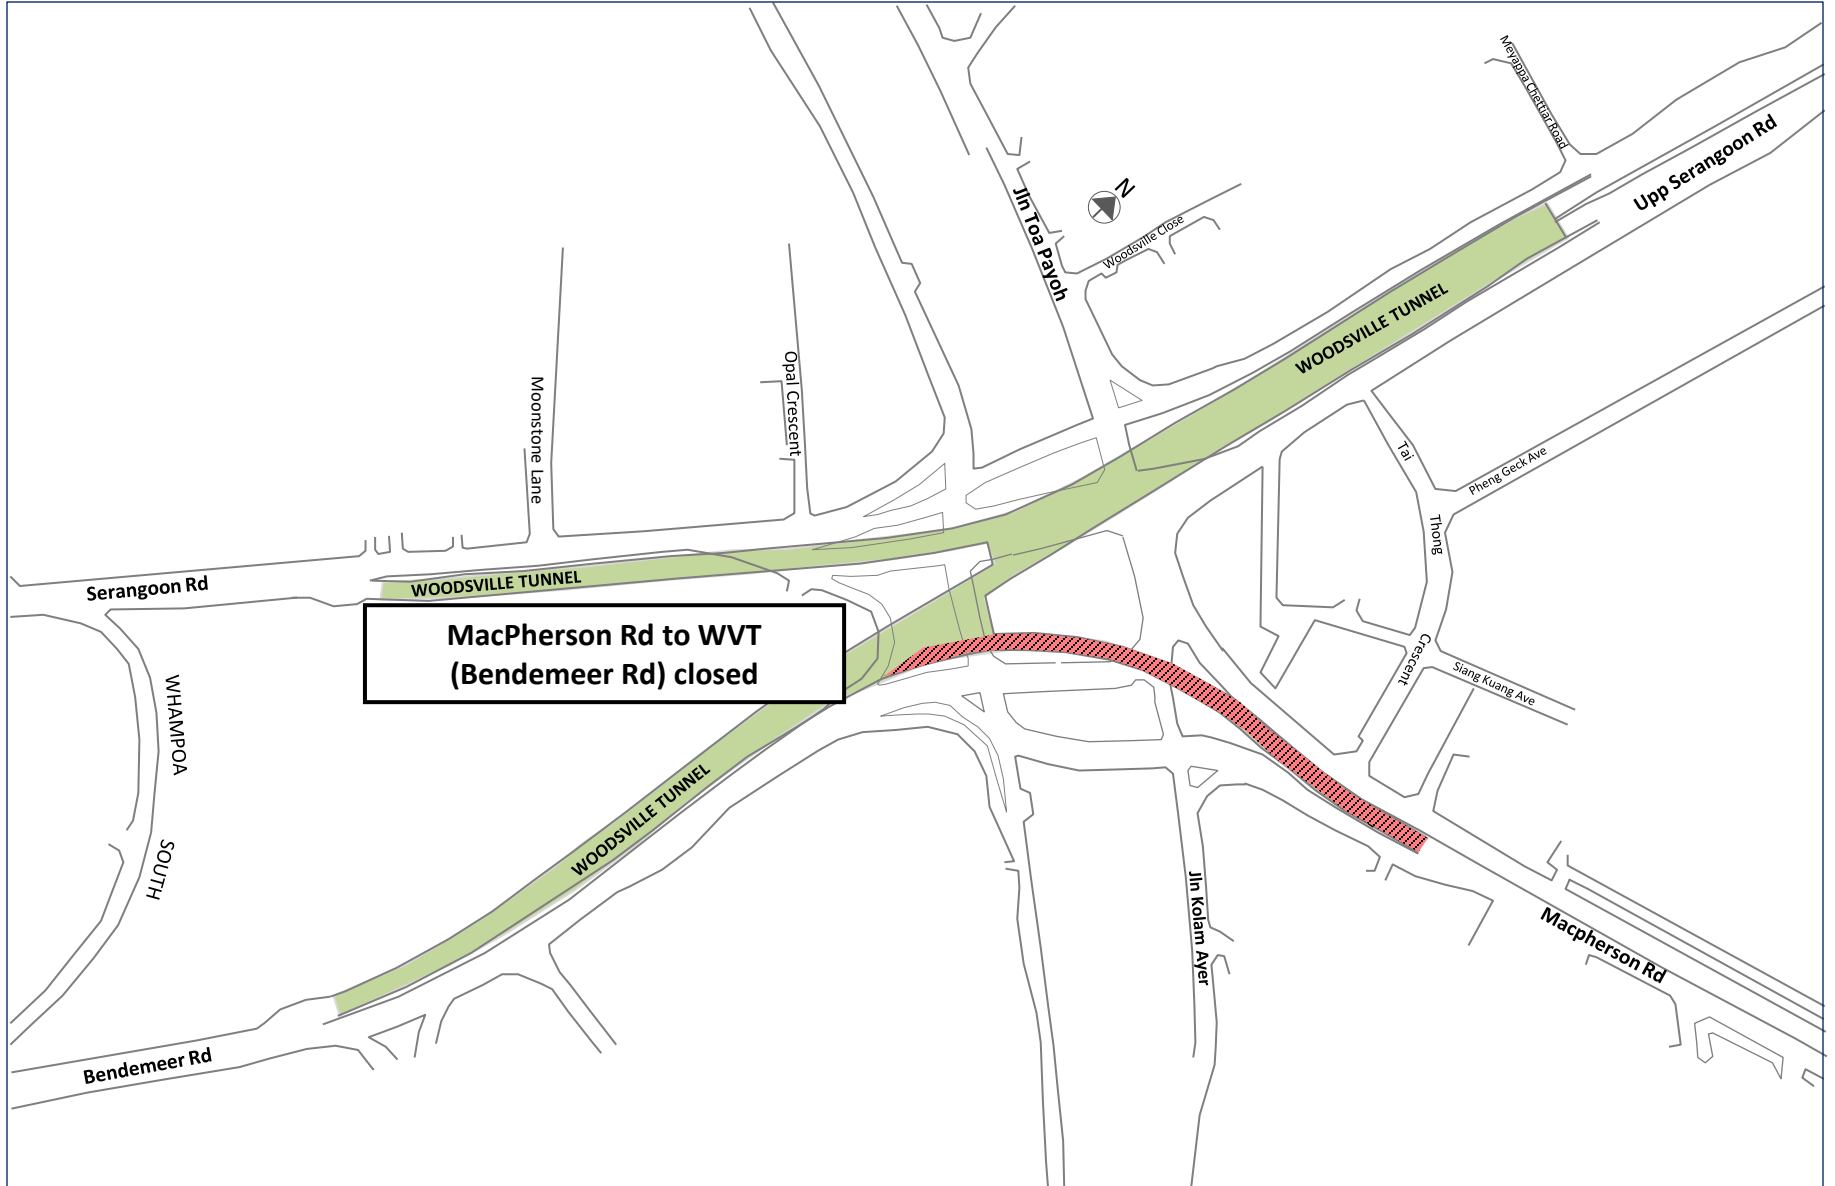 Meyappa Chettiar Road
Upp Serangoon Rd
N
Jln Toa Payoh
Woodsville Close
WOODSVILLE TUNNEL
Opal Crescent
Moonstone Lane
Tai
Thong
Crescent
Pheng Geck Ave
Siang Kuang Ave
Serangoon Rd
WOODSVILLE TUNNEL
MacPherson Rd to WVT
(Bendemeer Rd) closed
WHAMPOA
SOUTH
WOODSVILLE TUNNEL
Jln Kolam Ayer
Macpherson Rd
Bendemeer Rd